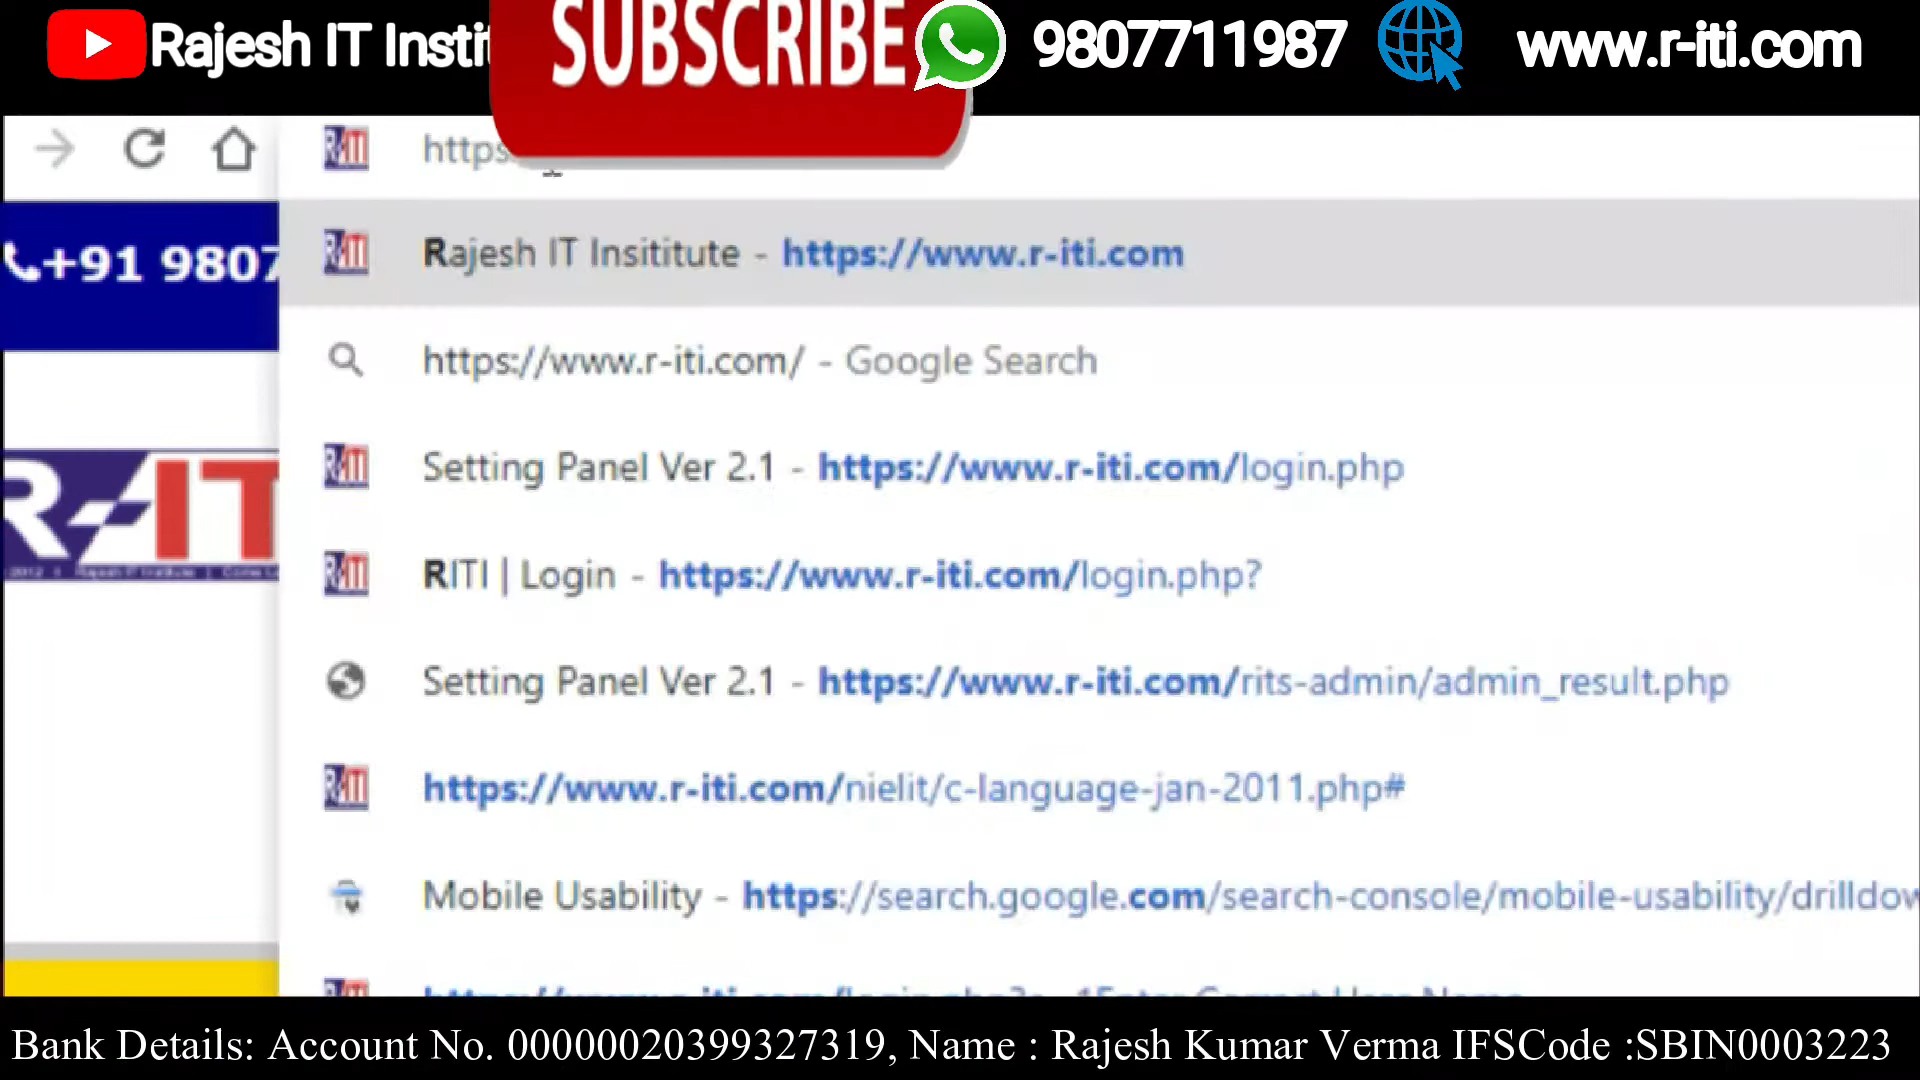 Rajesh IT Instit
SUBSCRIBE
9807711987
www.r-iti.com
https
+91 9807
Rajesh IT Insititute - https://www.r-iti.com
https://www.r-iti.com/ - Google Search
Setting Panel Ver 2.1 - https://www.r-iti.com/login.php
R-IT
RITI | Login - https://www.r-iti.com/login.php?
Setting Panel Ver 2.1 - https://www.r-iti.com/rits-admin/admin_result.php
https://www.r-iti.com/nielit/c-language-jan-2011.php#
Mobile Usability - https://search.google.com/search-console/mobile-usability/drilldow
Bank Details: Account No. 00000020399327319, Name : Rajesh Kumar Verma IFSCode :SBIN0003223